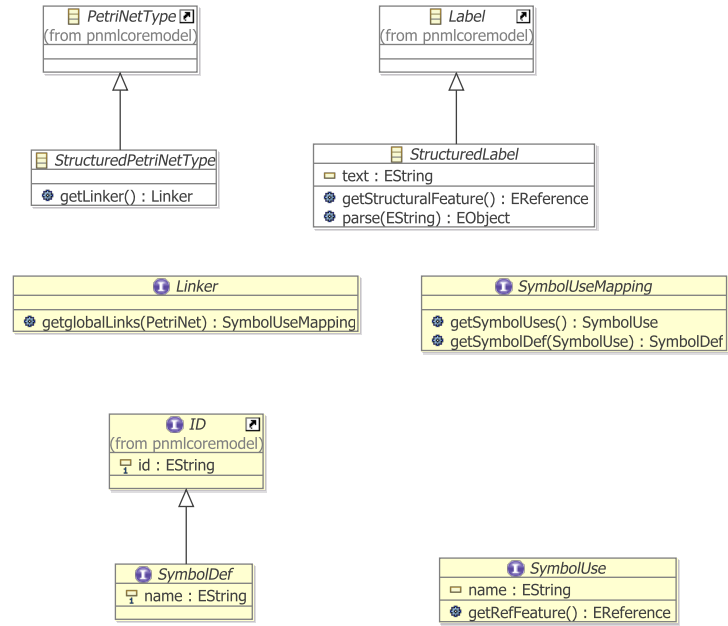 PetriNetType
(from pnmlcoremodel)
Label
(from pnmlcoremodel)
StructuredPetriNetType
getLinker() : Linker
StructuredLabel
text : EString
getStructuralFeature() : EReference
parse(EString) : EObject
I Linker
getglobalLinks(PetriNet) : SymbolUseMapping
I SymbolUseMapping
getSymbolUses() : SymbolUse
getSymbolDef(SymbolUse) : SymbolDef
I ID
(from pnmlcoremodel)
1 id : EString
I SymbolDef
1 name : EString
I SymbolUse
name : EString
getRefFeature() : EReference